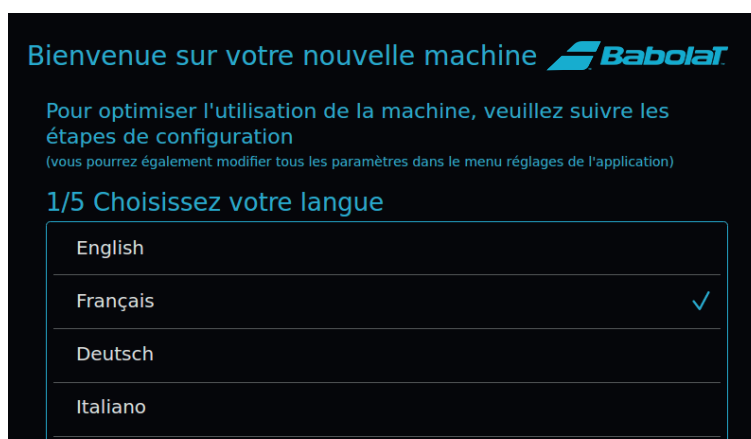 Bienvenue sur votre nouvelle machine Babolat
Pour optimiser l'utilisation de la machine, veuillez suivre les
étapes de configuration
(vous pourrez également modifier tous les paramètres dans le menu réglages de l'application)
1/5 Choisissez votre langue
English
Français
Deutsch
Italiano